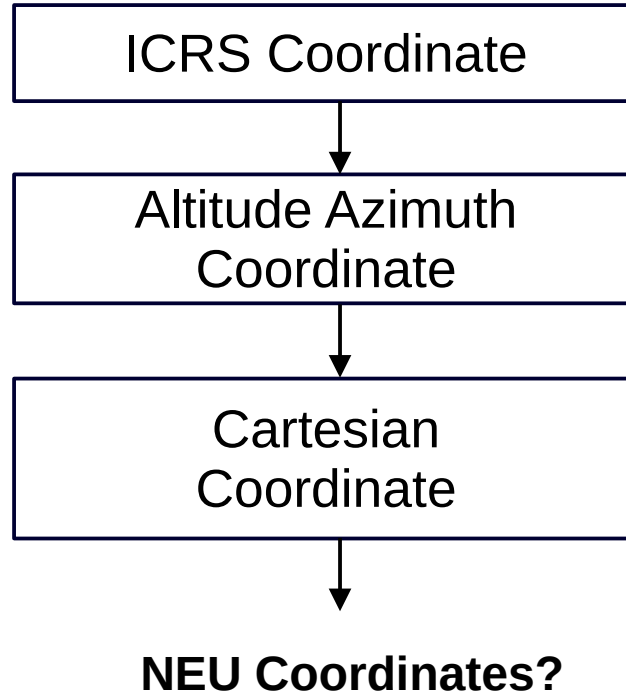 ICRS Coordinate
Altitude Azimuth
Coordinate
Cartesian
Coordinate
NEU Coordinates?